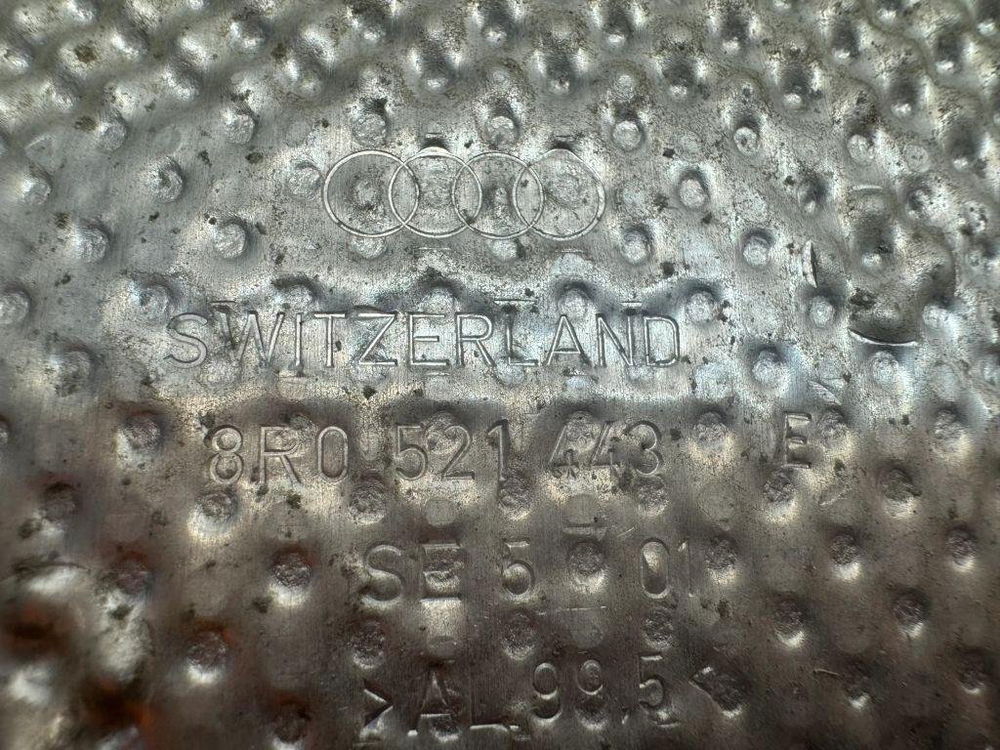 SWITZERLAND
8R0 521 443 E
SE 5 01
>AL 99,5<